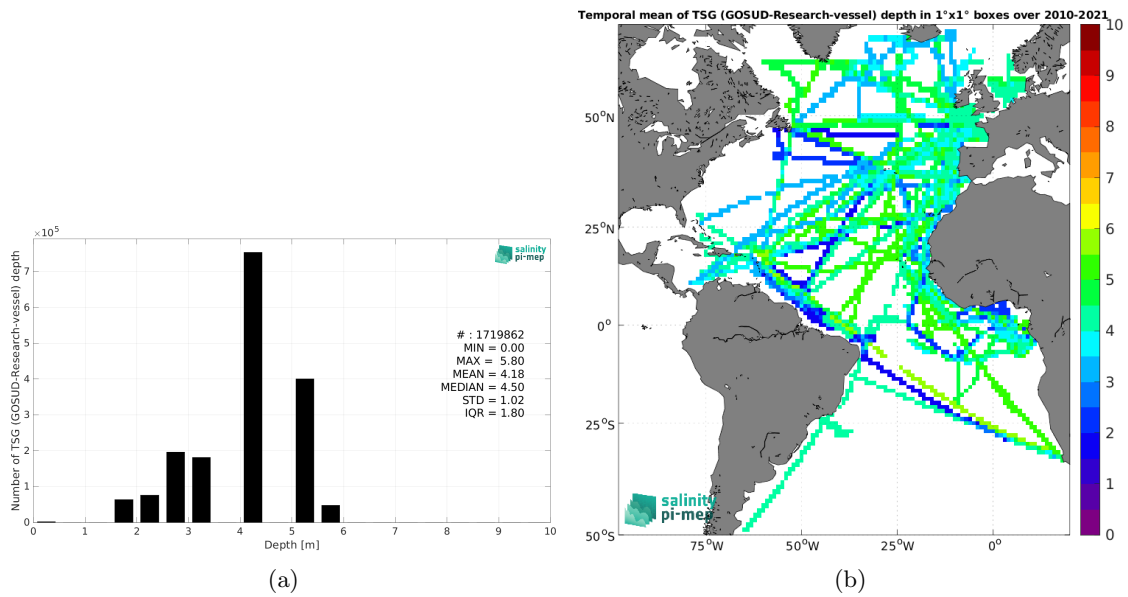 Temporal mean of TSG (GOSUD-Research-vessel) depth in 1°x1° boxes over 2010-2021
×10⁵
Number of TSG (GOSUD-Research-vessel) depth
7
6
5
4
3
2
1
0
0 1 2 3 4 5 6 7 8 9 10
Depth [m]
salinity
pi-mep
# : 1719862
MIN = 0.00
MAX = 5.80
MEAN = 4.18
MEDIAN = 4.50
STD = 1.02
IQR = 1.80
(a)
50°N
25°N
0°
25°S
50°S
75°W 50°W 25°W 0°
salinity
pi-mep
10
9
8
7
6
5
4
3
2
1
0
(b)